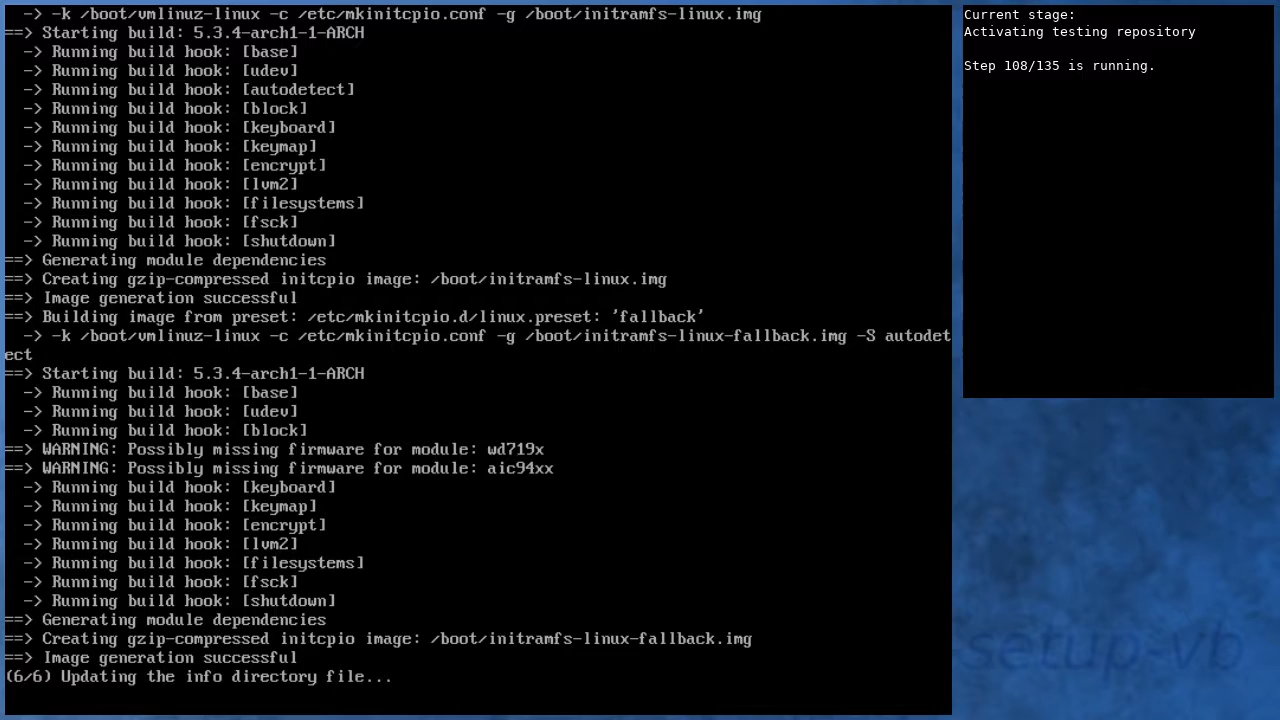 -> -k /boot/vmlinuz-linux -c /etc/mkinitcpio.conf -g /boot/initramfs-linux.img
==> Starting build: 5.3.4-arch1-1-ARCH
-> Running build hook: [base]
-> Running build hook: [udev]
-> Running build hook: [autodetect]
-> Running build hook: [block]
-> Running build hook: [keyboard]
-> Running build hook: [keymap]
-> Running build hook: [encrypt]
-> Running build hook: [lvm2]
-> Running build hook: [filesystems]
-> Running build hook: [fsck]
-> Running build hook: [shutdown]
==> Generating module dependencies
==> Creating gzip-compressed initcpio image: /boot/initramfs-linux.img
==> Image generation successful
==> Building image from preset: /etc/mkinitcpio.d/linux.preset: 'fallback'
-> -k /boot/vmlinuz-linux -c /etc/mkinitcpio.conf -g /boot/initramfs-linux-fallback.img -S autodet
ect
==> Starting build: 5.3.4-arch1-1-ARCH
-> Running build hook: [base]
-> Running build hook: [udev]
-> Running build hook: [block]
==> WARNING: Possibly missing firmware for module: wd719x
==> WARNING: Possibly missing firmware for module: aic94xx
-> Running build hook: [keyboard]
-> Running build hook: [keymap]
-> Running build hook: [encrypt]
-> Running build hook: [lvm2]
-> Running build hook: [filesystems]
-> Running build hook: [fsck]
-> Running build hook: [shutdown]
==> Generating module dependencies
==> Creating gzip-compressed initcpio image: /boot/initramfs-linux-fallback.img
==> Image generation successful
(6/6) Updating the info directory file...
Current stage:
Activating testing repository
Step 108/135 is running.
setup-vb